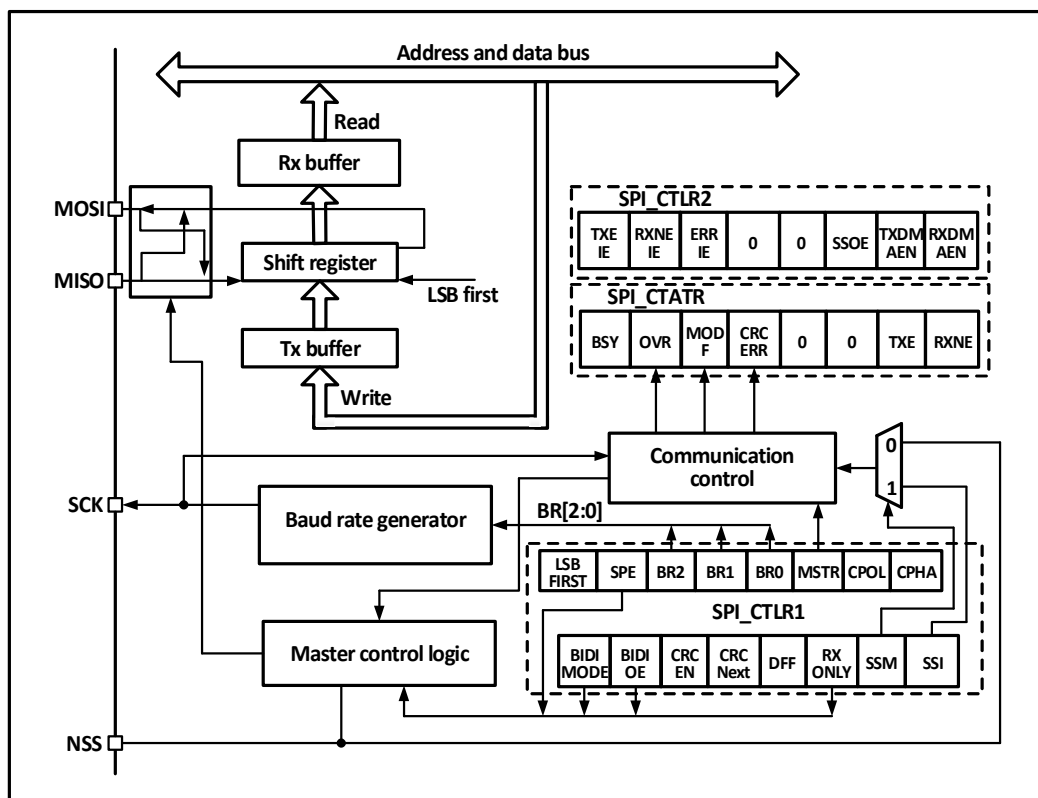 Address and data bus
Read
Rx buffer
MOSI
MISO
Shift register
LSB first
Tx buffer
Write
SPI_CTLR2
TXE
IE
RXNE
IE
ERR
IE
0
0
SSOE
TXDM
AEN
RXDM
AEN
SPI_CTATR
BSY
OVR
MOD
F
CRC
ERR
0
0
TXE
RXNE
Communication
control
0
1
SCK
Baud rate generator
BR[2:0]
LSB
FIRST
SPE
BR2
BR1
BR0
MSTR
CPOL
CPHA
SPI_CTLR1
Master control logic
BIDI
MODE
BIDI
OE
CRC
EN
CRC
Next
DFF
RX
ONLY
SSM
SSI
NSS